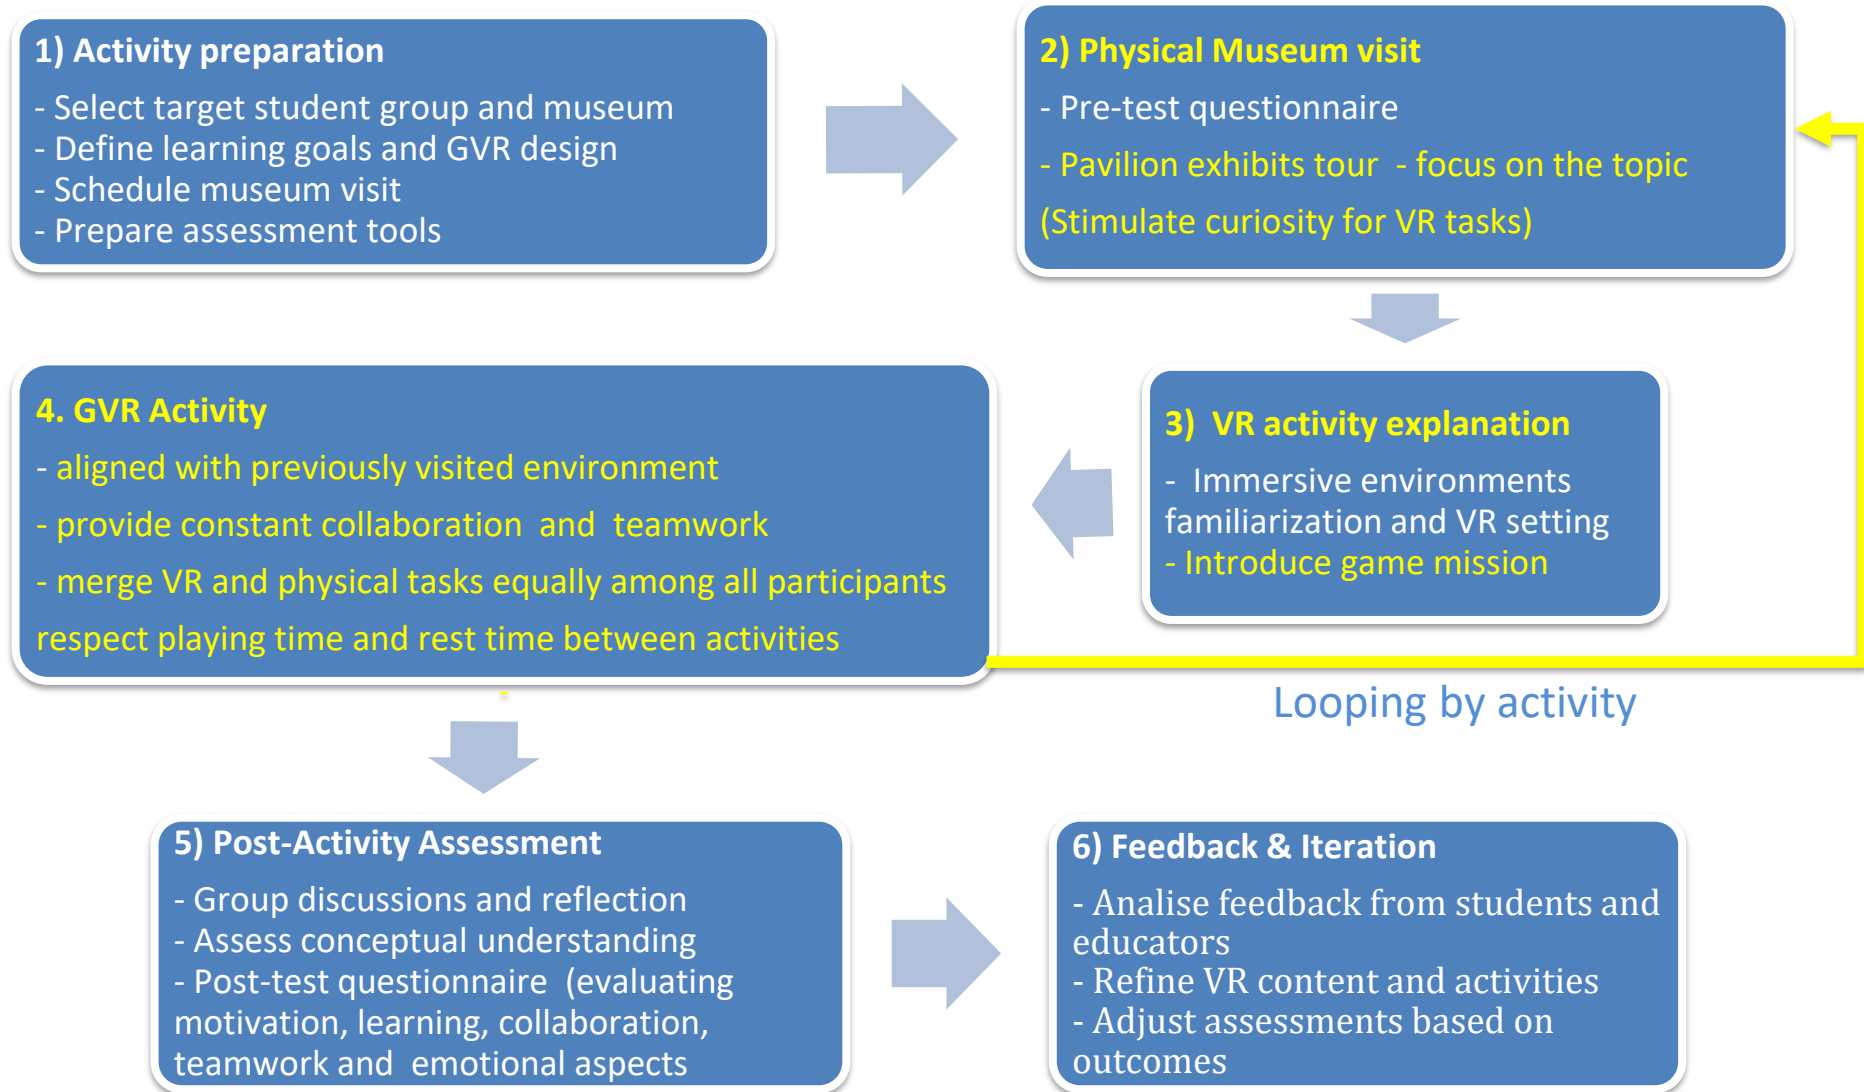 1) Activity preparation
- Select target student group and museum
- Define learning goals and GVR design
- Schedule museum visit
- Prepare assessment tools
2) Physical Museum visit
- Pre-test questionnaire
- Pavilion exhibits tour - focus on the topic
(Stimulate curiosity for VR tasks)
3) VR activity explanation
- Immersive environments
familiarization and VR setting
- Introduce game mission
4. GVR Activity
- aligned with previously visited environment
- provide constant collaboration and teamwork
- merge VR and physical tasks equally among all participants
respect playing time and rest time between activities
-
Looping by activity
5) Post-Activity Assessment
- Group discussions and reflection
- Assess conceptual understanding
- Post-test questionnaire (evaluating
motivation, learning, collaboration,
teamwork and emotional aspects
6) Feedback & Iteration
- Analise feedback from students and
educators
- Refine VR content and activities
- Adjust assessments based on
outcomes